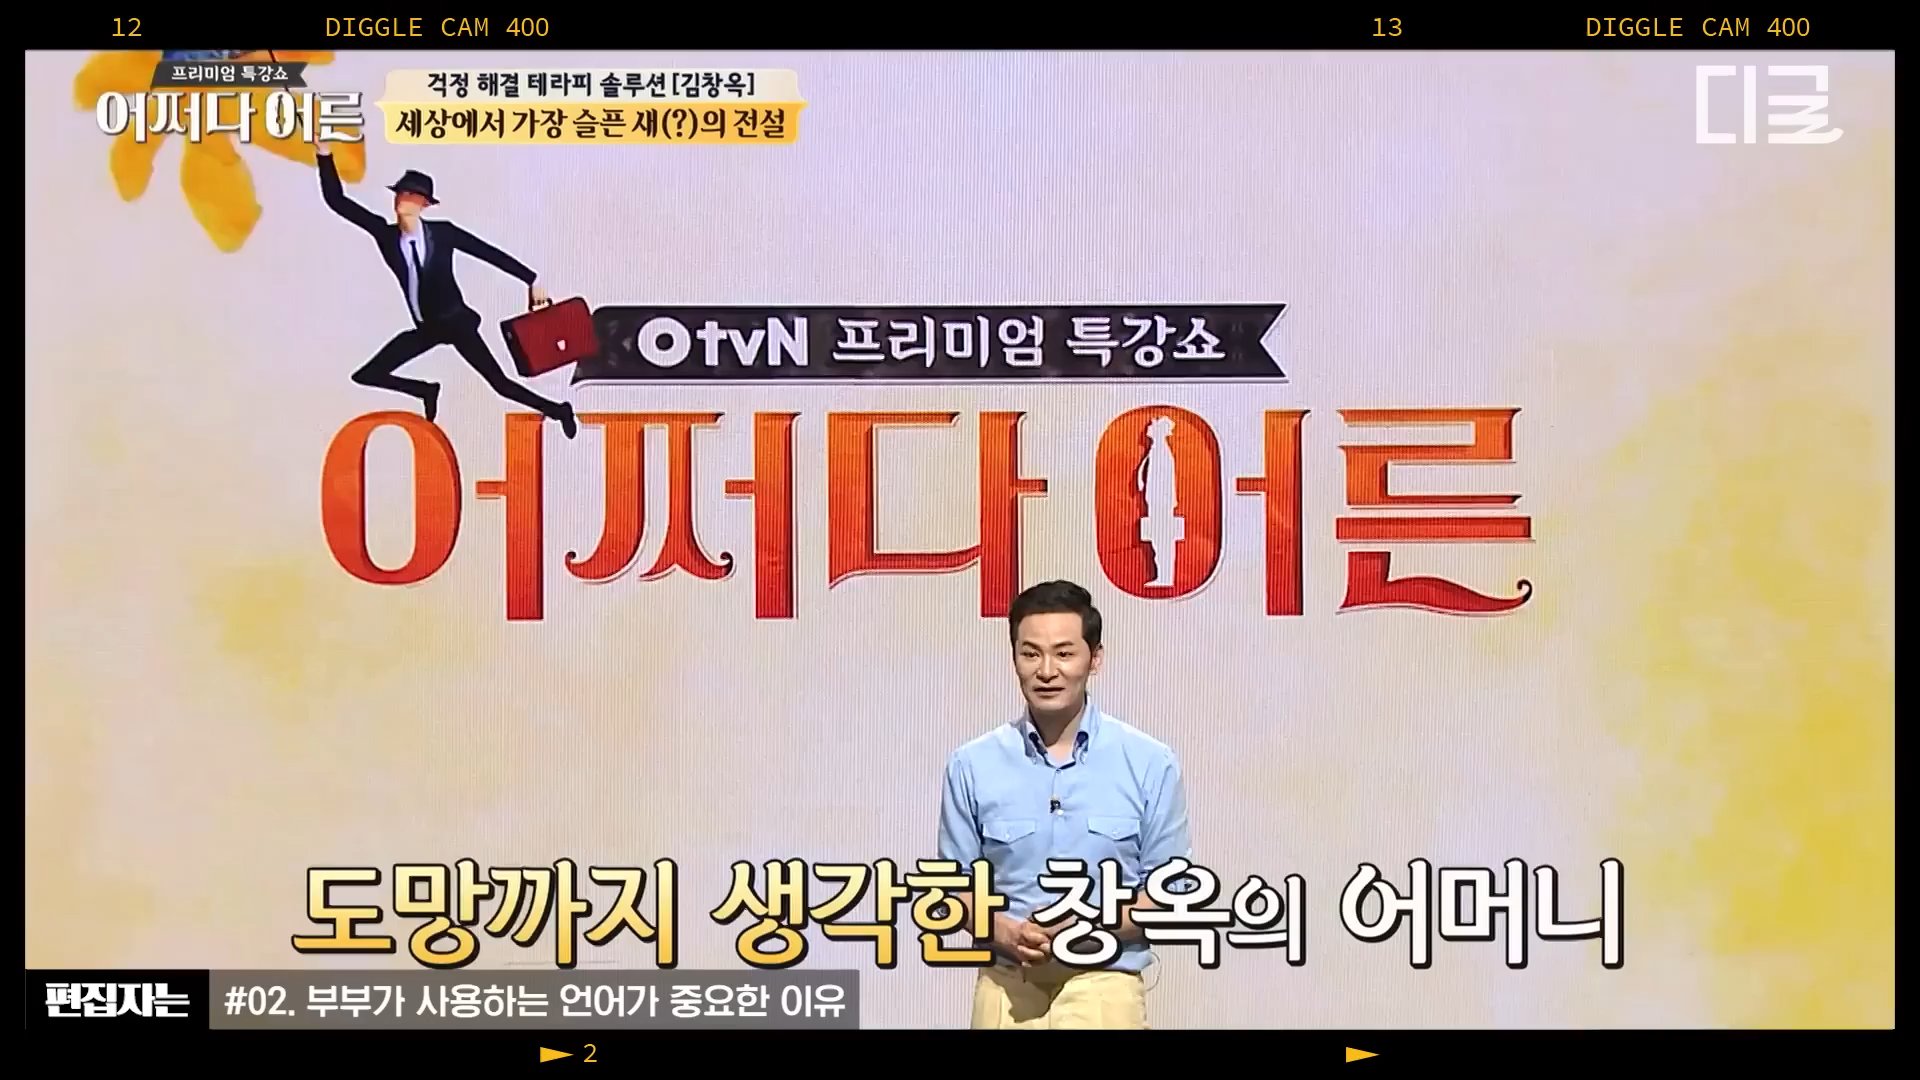 12 DIGGLE CAM 400 13 DIGGLE CAM 400
프리미엄 특강쇼
어쩌다 어른
걱정 해결 테라피 솔루션[김창옥]
세상에서 가장 슬픈 새(?)의 전설
디글
OtvN 프리미엄 특강쇼
어쩌다 어른
도망까지 생각한 창옥의 어머니
편집자는 #02. 부부가 사용하는 언어가 중요한 이유
2